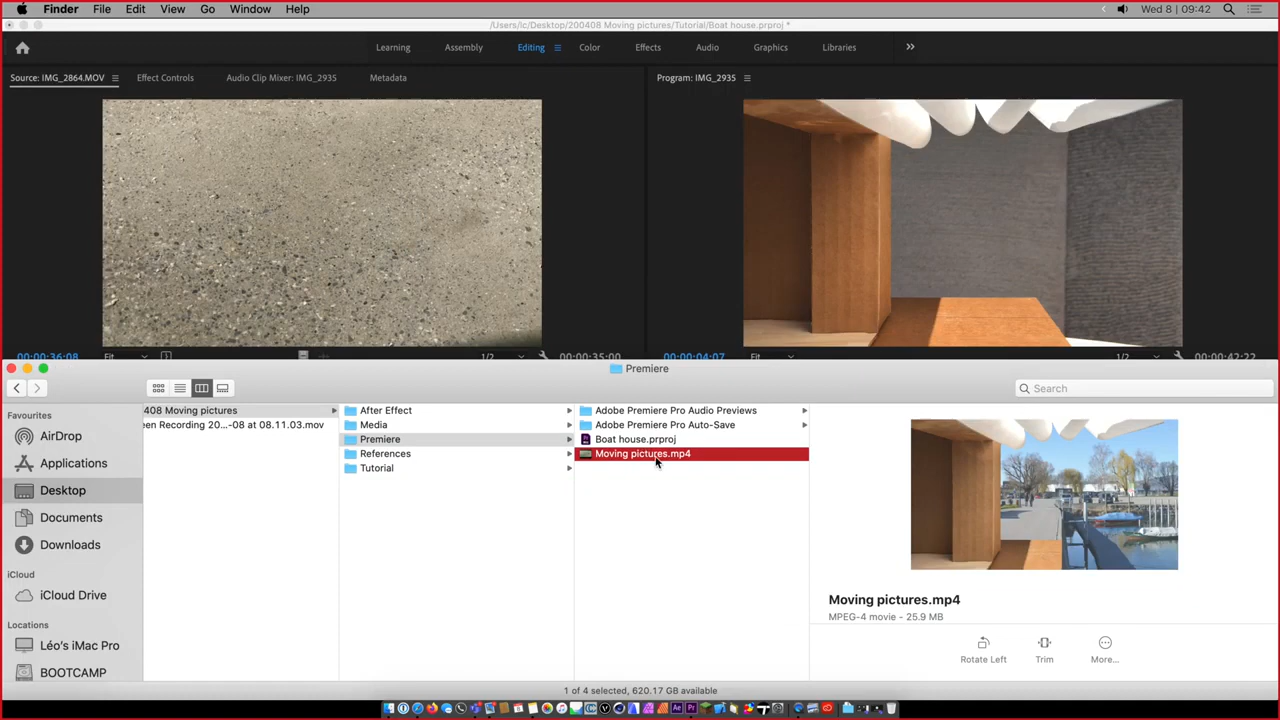 Finder File Edit View Go Window Help
Wed 8 | 09:42
/Users/lc/Desktop/200408 Moving pictures/Tutorial/Boat house.prproj *
Learning Assembly Editing Color Effects Audio Graphics Libraries
Source: IMG_2864.MOV Effect Controls Audio Clip Mixer: IMG_2935 Metadata
Program: IMG_2935
00:00:36:08 Fit 1/2 00:00:35:00
00:00:04:07 Fit 1/2 00:00:42:22
Premiere
Search
Favourites
AirDrop
Applications
Desktop
Documents
Downloads
iCloud
iCloud Drive
Locations
Léo's iMac Pro
BOOTCAMP
408 Moving pictures
een Recording 20...-08 at 08.11.03.mov
After Effect
Media
Premiere
References
Tutorial
Adobe Premiere Pro Audio Previews
Adobe Premiere Pro Auto-Save
Boat house.prproj
Moving pictures.mp4
Moving pictures.mp4
MPEG-4 movie - 25.9 MB
Rotate Left Trim More...
1 of 4 selected, 620.17 GB available